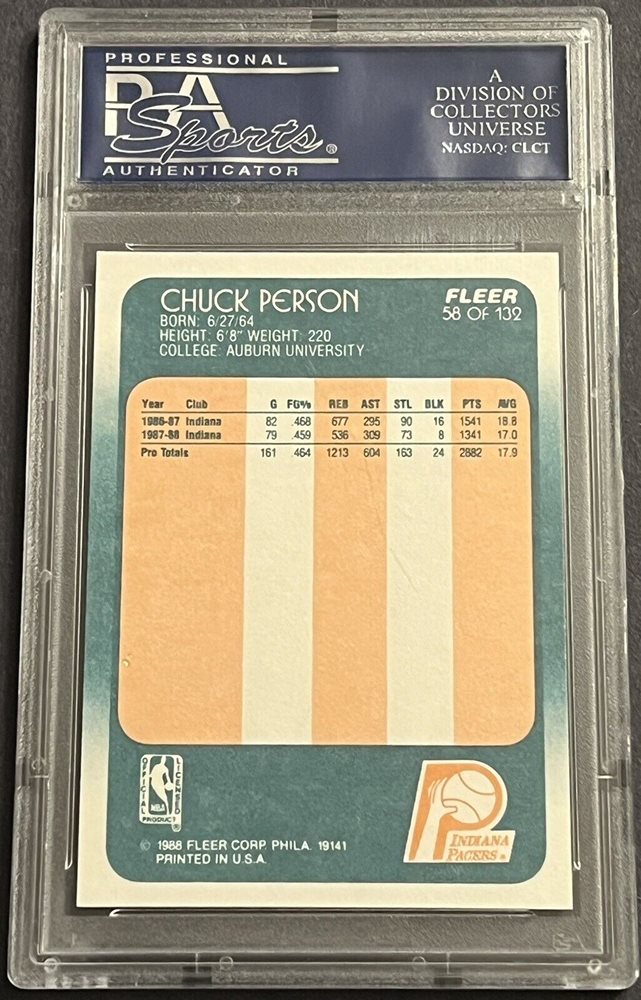 PROFESSIONAL
PSA
Sports®
AUTHENTICATOR
A
DIVISION OF
COLLECTORS
UNIVERSE
NASDAQ: CLCT
CHUCK PERSON
BORN: 6/27/64
HEIGHT: 6'8" WEIGHT: 220
COLLEGE: AUBURN UNIVERSITY
FLEER
58 OF 132
Year Club G FG% REB AST STL BLK PTS AVG
1986-87 Indiana 82 .468 677 295 90 16 1541 18.8
1987-88 Indiana 79 .459 536 309 73 8 1341 17.0
Pro Totals 161 .464 1213 604 163 24 2882 17.9
OFFICIAL
NBA
LICENSED
PRODUCT ®
INDIANA
PACERS ®
© 1988 FLEER CORP. PHILA. 19141
PRINTED IN U.S.A.